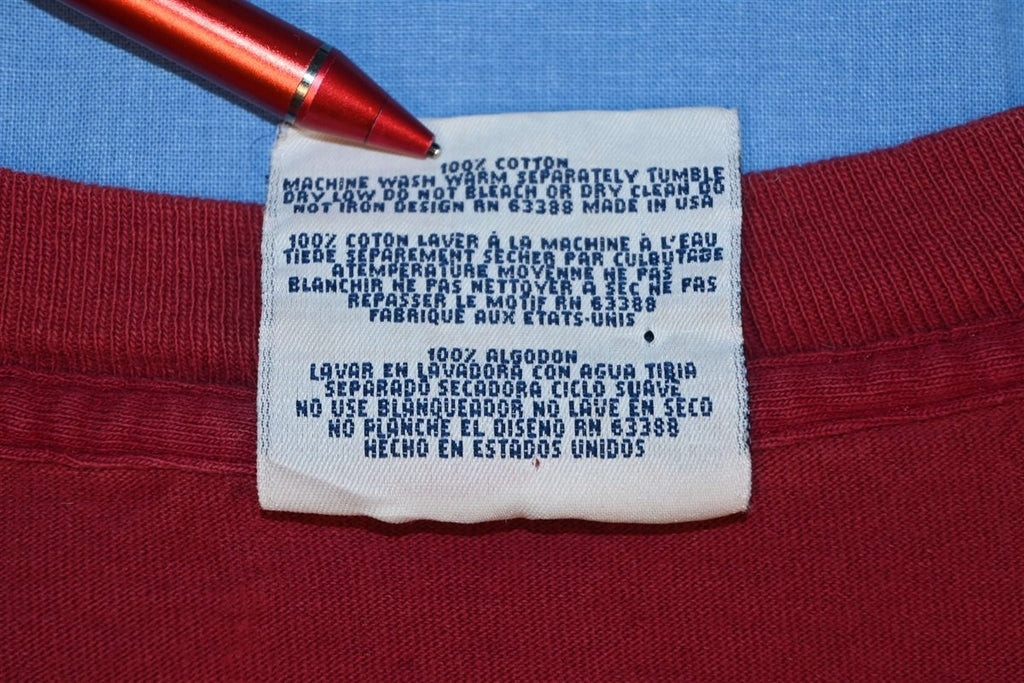 100% COTTON
MACHINE WASH WARM SEPARATELY TUMBLE
DRY LOW DO NOT BLEACH OR DRY CLEAN DO
NOT IRON DESIGN RN 63388 MADE IN USA
100% COTON LAVER À LA MACHINE À L'EAU
TIEDE SEPAREMENT SECHER PAR CULBUTAGE
ATEMPERATURE MOYENNE NE PAS
BLANCHIR NE PAS NETTOYER A SEC NE PAS
REPASSER LE MOTIF RN 63388
FABRIQUE AUX ETATS-UNIS
100% ALGODON
LAVAR EN LAVADORA CON AGUA TIBIA
SEPARADO SECADORA CICLO SUAVE
NO USE BLANQUEADOR NO LAVE EN SECO
NO PLANCHE EL DISENO RN 63388
HECHO EN ESTADOS UNIDOS